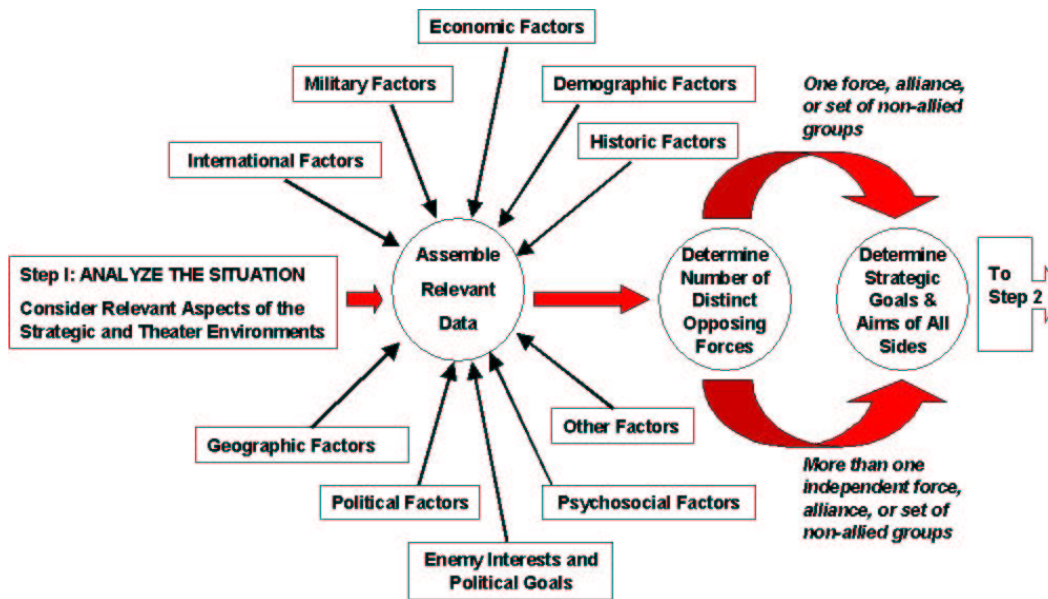 Economic Factors
Military Factors
Demographic Factors
One force, alliance,
or set of non-allied
groups
International Factors
Historic Factors
Step I: ANALYZE THE SITUATION
Consider Relevant Aspects of the
Strategic and Theater Environments
Assemble
Relevant
Data
Determine
Number of
Distinct
Opposing
Forces
Determine
Strategic
Goals &
Aims of All
Sides
To
Step 2
Geographic Factors
Other Factors
Political Factors
Psychosocial Factors
Enemy Interests and
Political Goals
More than one
independent force,
alliance, or set of
non-allied groups